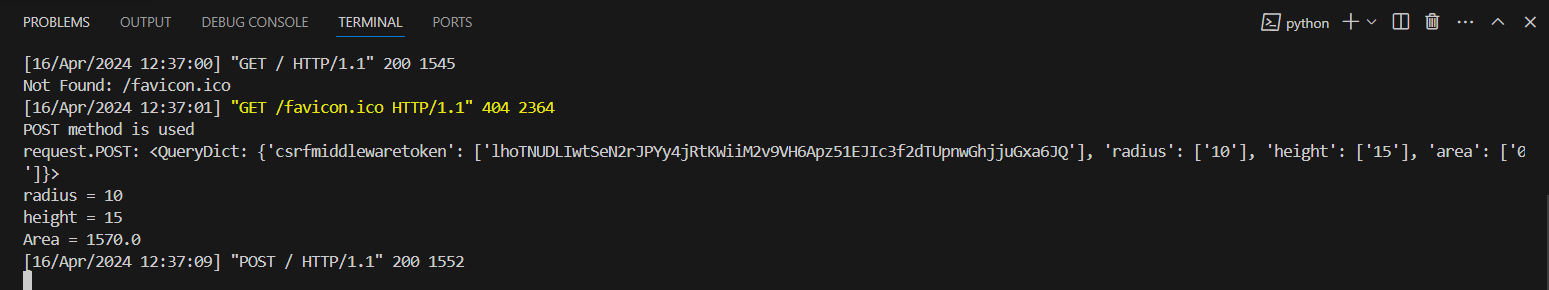 PROBLEMS OUTPUT DEBUG CONSOLE TERMINAL PORTS python
[16/Apr/2024 12:37:00] "GET / HTTP/1.1" 200 1545
Not Found: /favicon.ico
[16/Apr/2024 12:37:01] "GET /favicon.ico HTTP/1.1" 404 2364
POST method is used
request.POST: <QueryDict: {'csrfmiddlewaretoken': ['lhoTNUDLIwtSeN2rJPYy4jRtKWiiM2v9VH6Apz51EJIc3f2dTUpnwGhjjuGxa6JQ'], 'radius': ['10'], 'height': ['15'], 'area': ['0
']}>
radius = 10
height = 15
Area = 1570.0
[16/Apr/2024 12:37:09] "POST / HTTP/1.1" 200 1552